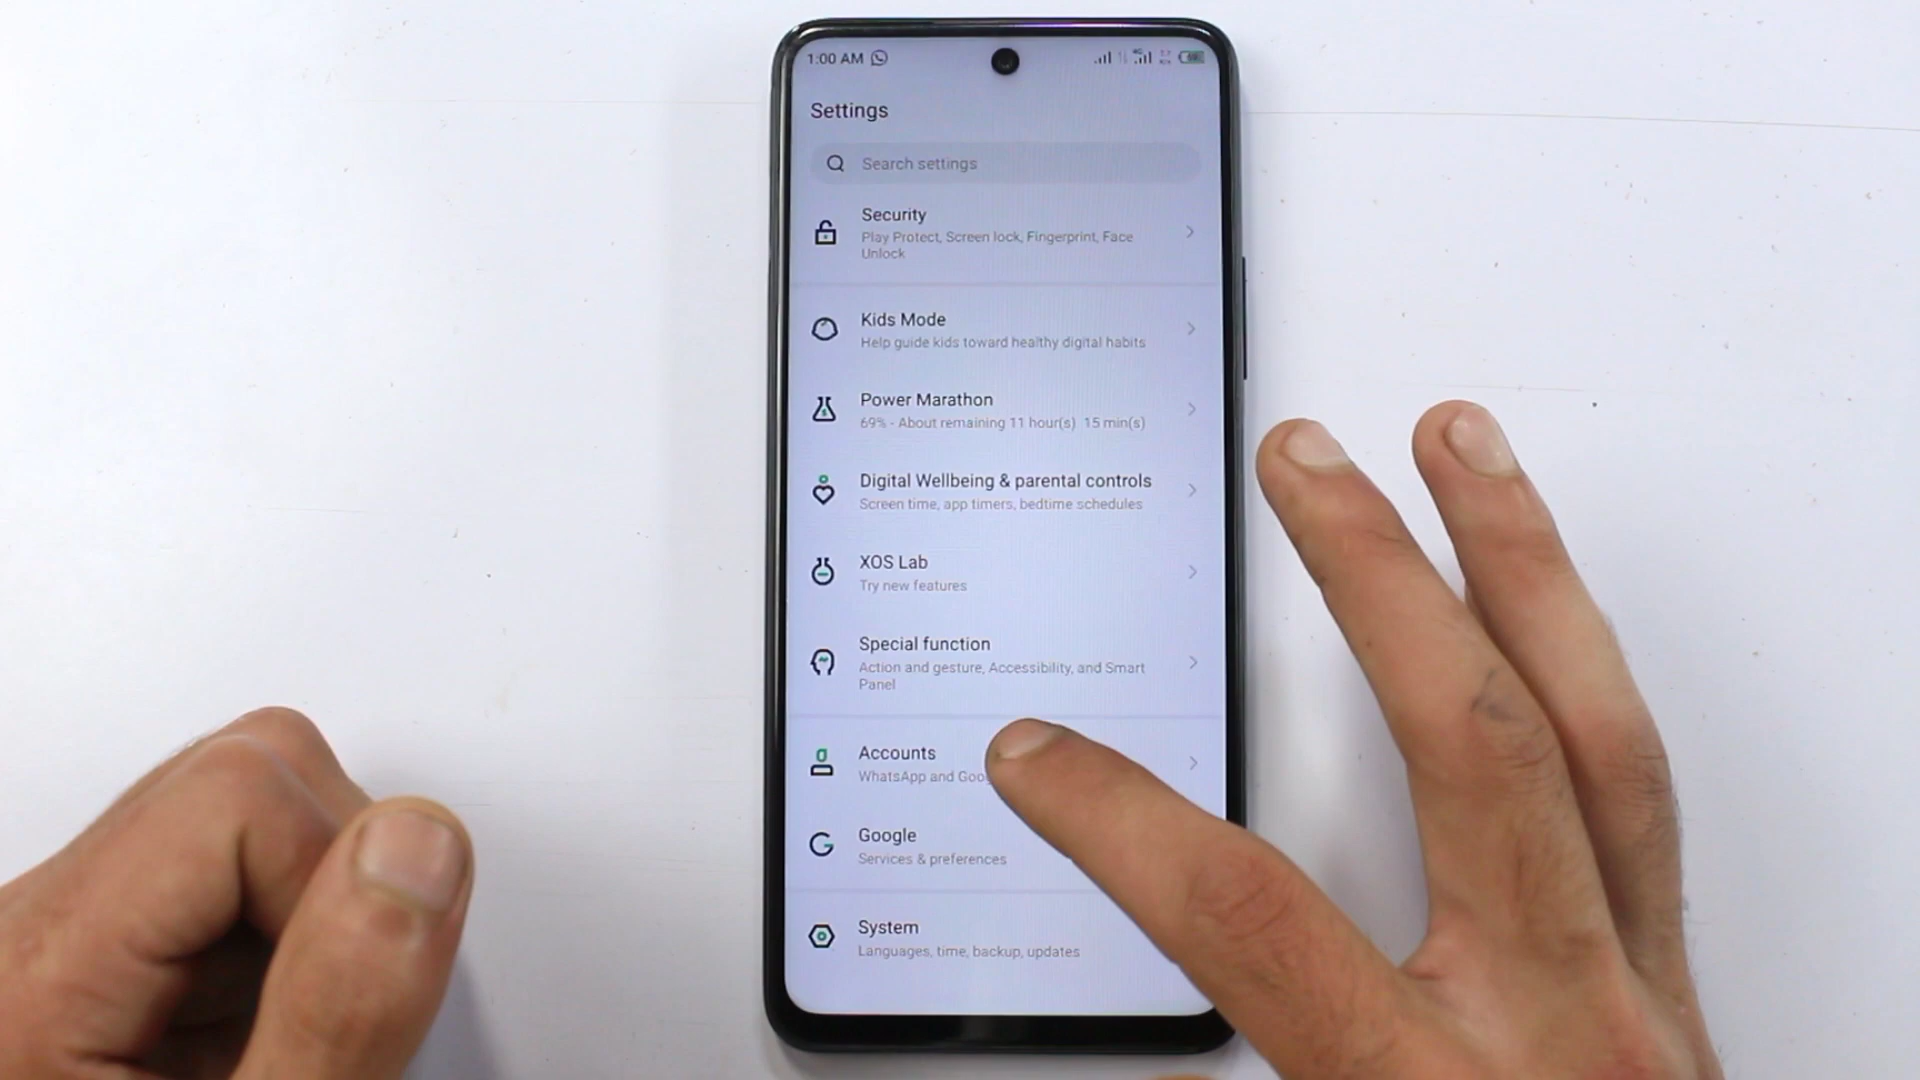 1:00 AM
Settings
Search settings
Security
Play Protect, Screen lock, Fingerprint, Face
Unlock
Kids Mode
Help guide kids toward healthy digital habits
Power Marathon
69% - About remaining 11 hour(s) 15 min(s)
Digital Wellbeing & parental controls
Screen time, app timers, bedtime schedules
XOS Lab
Try new features
Special function
Action and gesture, Accessibility, and Smart
Panel
Accounts
WhatsApp and Goo
Google
Services & preferences
System
Languages, time, backup, updates